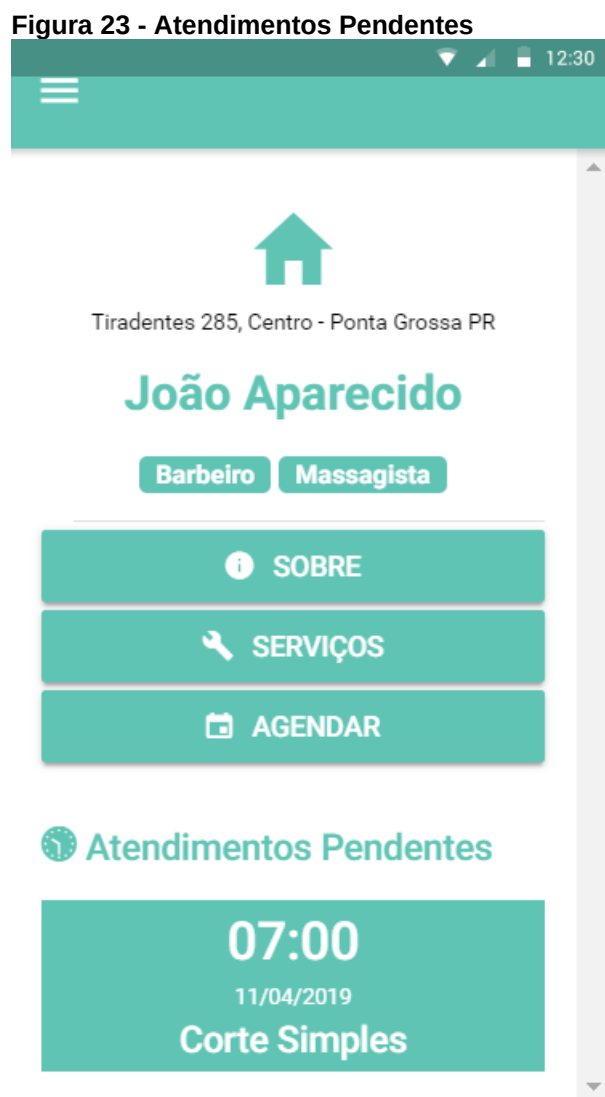 Figura 23 - Atendimentos Pendentes
12:30
Tiradentes 285, Centro - Ponta Grossa PR
João Aparecido
Barbeiro Massagista
SOBRE
SERVIÇOS
AGENDAR
Atendimentos Pendentes
07:00
11/04/2019
Corte Simples